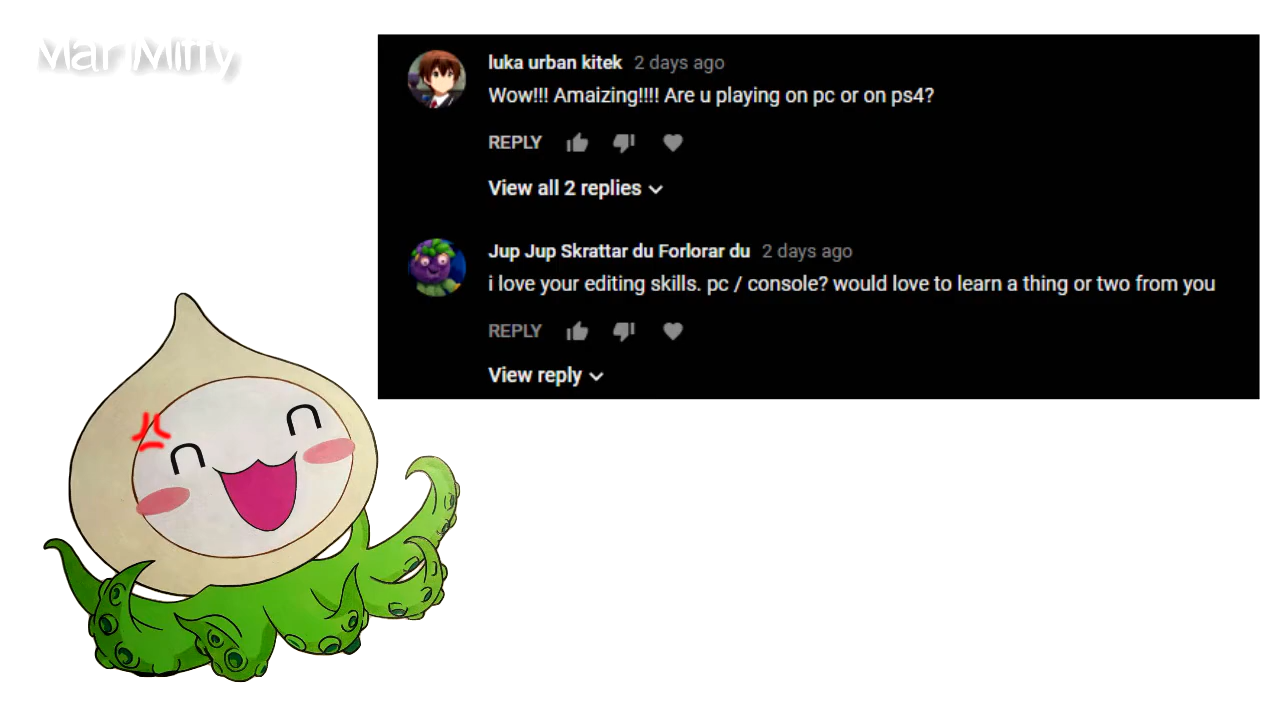 Mar Miffy
luka urban kitek 2 days ago
Wow!!! Amaizing!!!! Are u playing on pc or on ps4?
REPLY
View all 2 replies
Jup Jup Skrattar du Forlorar du 2 days ago
i love your editing skills. pc / console? would love to learn a thing or two from you
REPLY
View reply